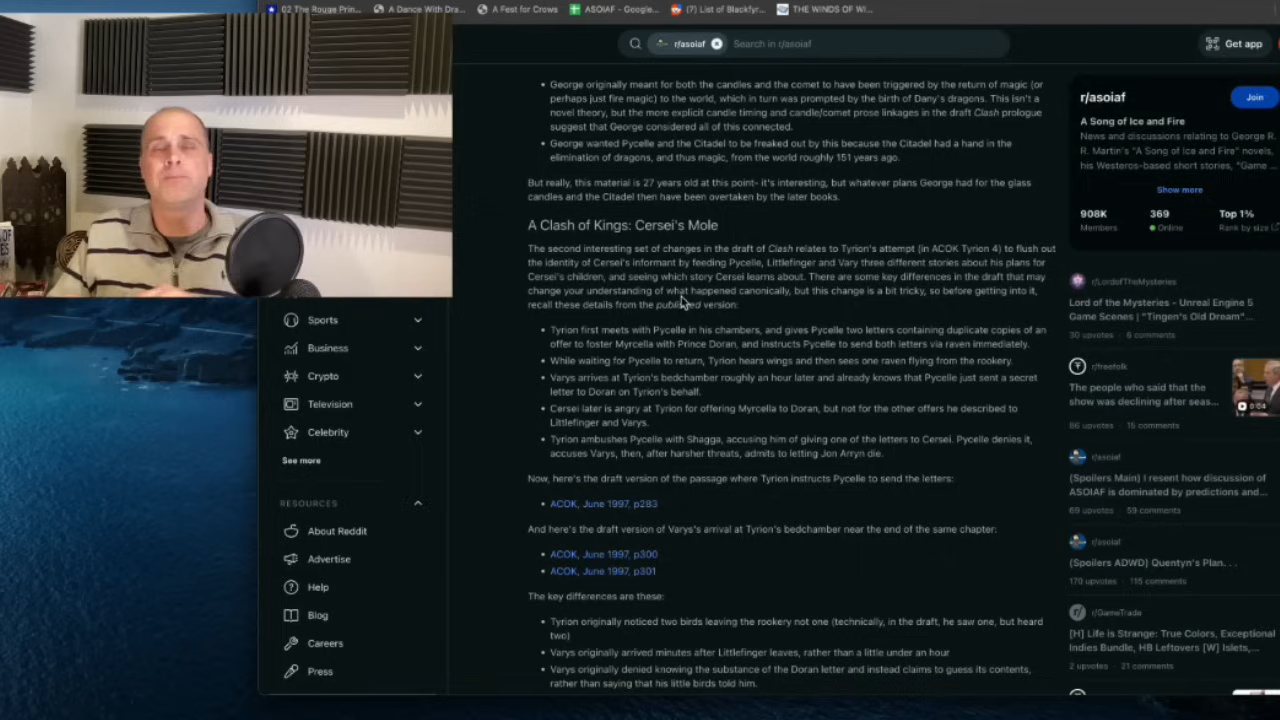 02 The Rouge Prin...
A Dance With Dra...
A Fest for Crows
ASOIAF - Google...
(7) List of Blackfyr...
THE WINDS OF WI...
r/asoiaf
Search in r/asoiaf
Get app
George originally meant for both the candles and the comet to have been triggered by the return of magic (or
perhaps just fire magic) to the world, which in turn was prompted by the birth of Dany's dragons. This isn't a
novel theory, but the more explicit candle timing and candle/comet prose linkages in the draft Clash prologue
suggest that George considered all of this connected.
George wanted Pycelle and the Citadel to be freaked out by this because the Citadel had a hand in the
elimination of dragons, and thus magic, from the world roughly 151 years ago.
But really, this material is 27 years old at this point- it's interesting, but whatever plans George had for the glass
candles and the Citadel then have been overtaken by the later books.
A Clash of Kings: Cersei's Mole
The second interesting set of changes in the draft of Clash relates to Tyrion's attempt (in ACOK Tyrion 4) to flush out
the identity of Cersei's informant by feeding Pycelle, Littlefinger and Vary three different stories about his plans for
Cersei's children, and seeing which story Cersei learns about. There are some key differences in the draft that may
change your understanding of what happened canonically, but this change is a bit tricky, so before getting into it,
recall these details from the published version:
Tyrion first meets with Pycelle in his chambers, and gives Pycelle two letters containing duplicate copies of an
offer to foster Myrcella with Prince Doran, and instructs Pycelle to send both letters via raven immediately.
While waiting for Pycelle to return, Tyrion hears wings and then sees one raven flying from the rookery.
Varys arrives at Tyrion's bedchamber roughly an hour later and already knows that Pycelle just sent a secret
letter to Doran on Tyrion's behalf.
Cersei later is angry at Tyrion for offering Myrcella to Doran, but not for the other offers he described to
Littlefinger and Varys.
Tyrion ambushes Pycelle with Shagga, accusing him of giving one of the letters to Cersei. Pycelle denies it,
accuses Varys, then, after harsher threats, admits to letting Jon Arryn die.
Now, here's the draft version of the passage where Tyrion instructs Pycelle to send the letters:
ACOK, June 1997, p283
And here's the draft version of Varys's arrival at Tyrion's bedchamber near the end of the same chapter:
ACOK, June 1997, p300
ACOK, June 1997, p301
The key differences are these:
Tyrion originally noticed two birds leaving the rookery not one (technically, in the draft, he saw one, but heard
two)
Varys originally arrived minutes after Littlefinger leaves, rather than a little under an hour
Varys originally denied knowing the substance of the Doran letter and instead claims to guess its contents,
rather than saying that his little birds told him.
Sports
Business
Crypto
Television
Celebrity
See more
RESOURCES
About Reddit
Advertise
Help
Blog
Careers
Press
r/asoiaf
Join
A Song of Ice and Fire
News and discussions relating to George R.
R. Martin's "A Song of Ice and Fire" novels,
his Westeros-based short stories, "Game ...
Show more
908K
369
Top 1%
Members
Online
Rank by size
r/LordofTheMysteries
Lord of the Mysteries - Unreal Engine 5
Game Scenes | "Tingen's Old Dream"...
30 upvotes · 6 comments
r/freefolk
The people who said that the
show was declining after seas...
86 upvotes · 15 comments
0:04
r/asoiaf
(Spoilers Main) I resent how discussion of
ASOIAF is dominated by predictions and...
69 upvotes · 59 comments
r/asoiaf
(Spoilers ADWD) Quentyn's Plan. . .
170 upvotes · 115 comments
r/GameTrade
[H] Life is Strange: True Colors, Exceptional
Indies Bundle, HB Leftovers [W] Islets,...
2 upvotes · 21 comments